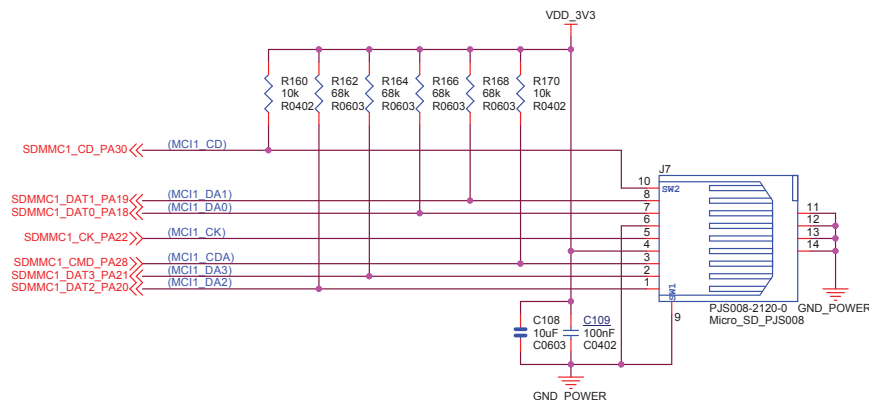 VDD_3V3
R160
10k
R0402
R162
68k
R0603
R164
68k
R0603
R166
68k
R0603
R168
68k
R0603
R170
10k
R0402
SDMMC1_CD_PA30
(MCI1_CD)
SDMMC1_DAT1_PA19
(MCI1_DA1)
SDMMC1_DAT0_PA18
(MCI1_DA0)
SDMMC1_CK_PA22
(MCI1_CK)
SDMMC1_CMD_PA28
(MCI1_CDA)
SDMMC1_DAT3_PA21
(MCI1_DA3)
SDMMC1_DAT2_PA20
(MCI1_DA2)
J7
10
8
7
6
5
4
3
2
1
SW2
SW1
9
11
12
13
14
PJS008-2120-0
Micro_SD_PJS008
GND_POWER
C108
10uF
C0603
C109
100nF
C0402
GND_POWER